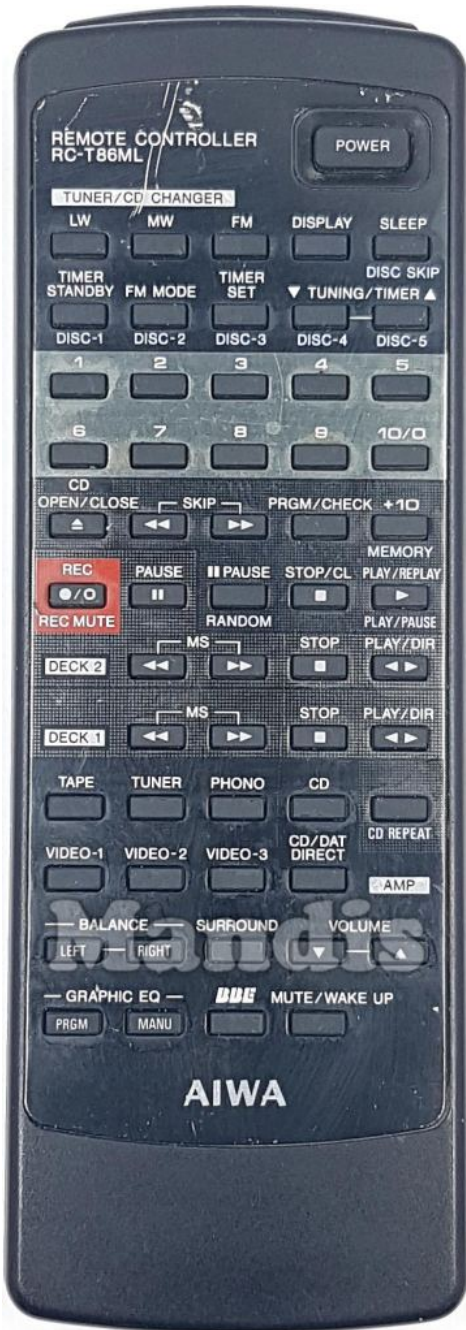 REMOTE CONTROLLER
RC-T86ML
POWER
TUNER/CD CHANGER
LW MW FM DISPLAY SLEEP
DISC SKIP
TIMER STANDBY FM MODE TIMER SET ▼ TUNING/TIMER ▲
DISC-1 DISC-2 DISC-3 DISC-4 DISC-5
1 2 3 4 5
6 7 8 9 10/0
CD
OPEN/CLOSE SKIP PRGM/CHECK +10
MEMORY
REC PAUSE PAUSE STOP/CL PLAY/REPLAY
●/O
REC MUTE RANDOM PLAY/PAUSE
MS STOP PLAY/DIR
DECK 2
MS STOP PLAY/DIR
DECK 1
TAPE TUNER PHONO CD
CD REPEAT
VIDEO-1 VIDEO-2 VIDEO-3 CD/DAT DIRECT
AMP
BALANCE SURROUND VOLUME
LEFT RIGHT ▼ ▲
Mandis
GRAPHIC EQ BBE MUTE/WAKE UP
PRGM MANU
AIWA